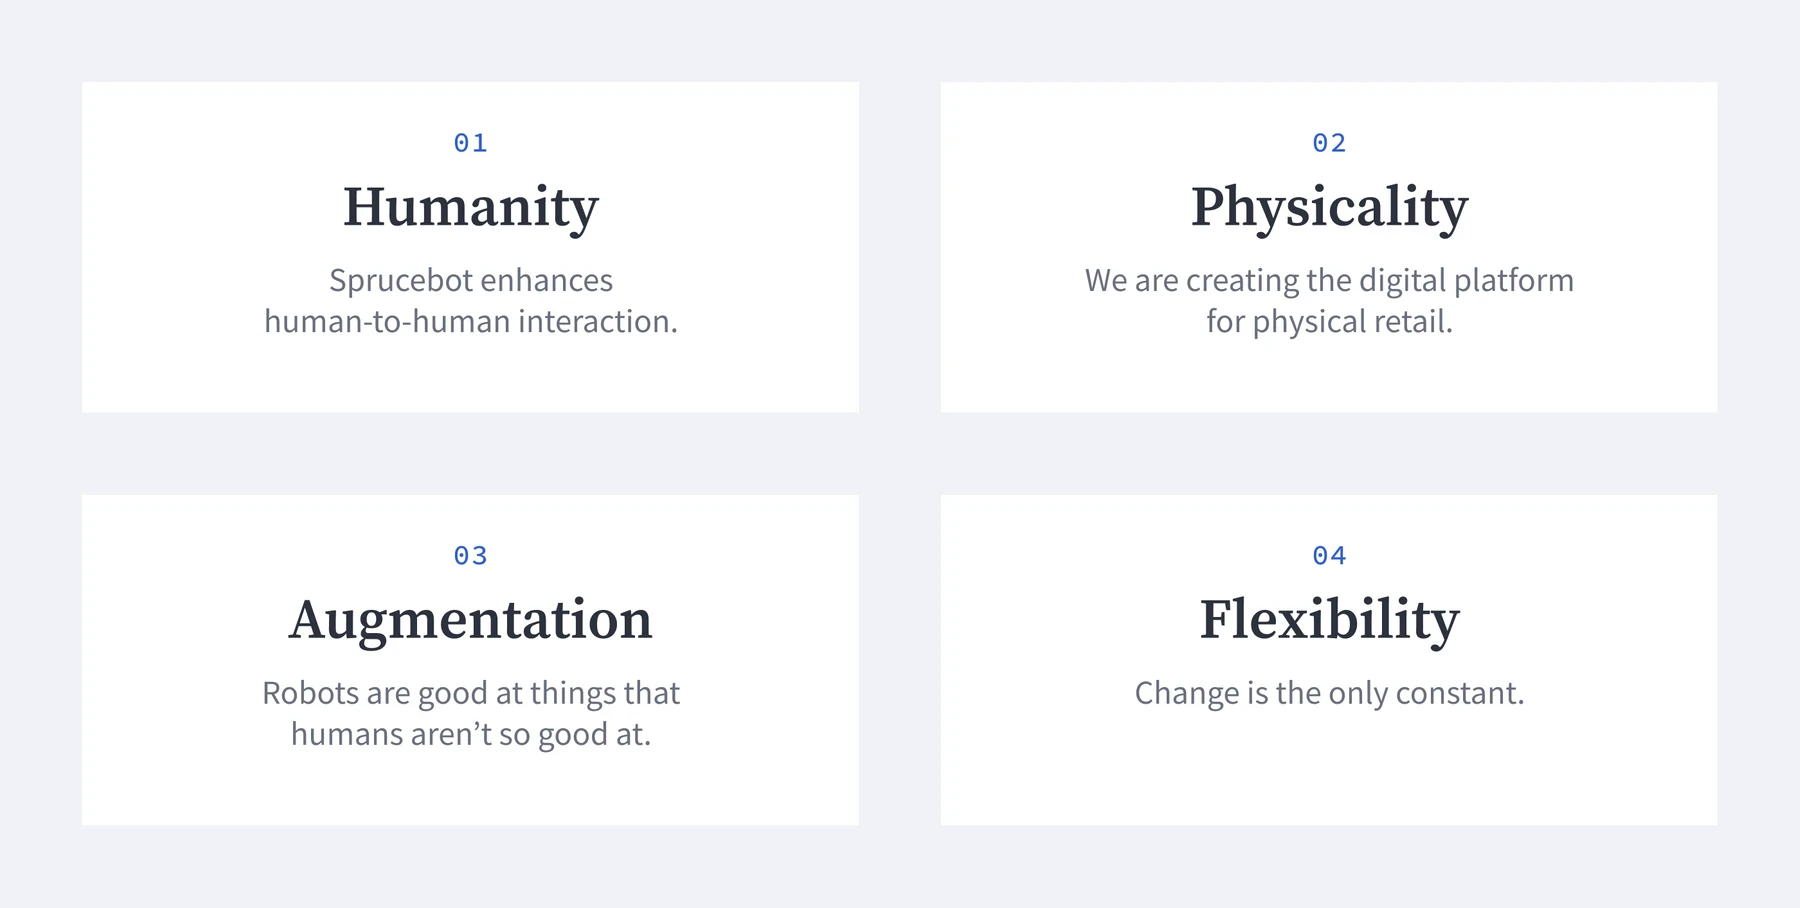 01
Humanity
Sprucebot enhances
human-to-human interaction.
02
Physicality
We are creating the digital platform
for physical retail.
03
Augmentation
Robots are good at things that
humans aren’t so good at.
04
Flexibility
Change is the only constant.